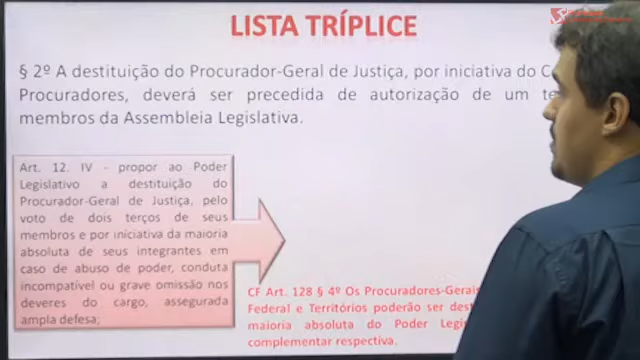 LISTA TRÍPLICE
§ 2º A destituição do Procurador-Geral de Justiça, por iniciativa do
Procuradores, deverá ser precedida de autorização de um
membros da Assembleia Legislativa.
Art. 12. IV - propor ao Poder
Legislativo a destituição do
Procurador-Geral de Justiça, pelo
voto de dois terços de seus
membros e por iniciativa da maioria
absoluta de seus integrantes em
caso de abuso de poder, conduta
incompatível ou grave omissão nos
deveres do cargo, assegurada
ampla defesa;
CF Art. 128 § 4º Os Procuradores-Gerais
Federal e Territórios poderão ser
maioria absoluta do Poder
complementar respectiva.